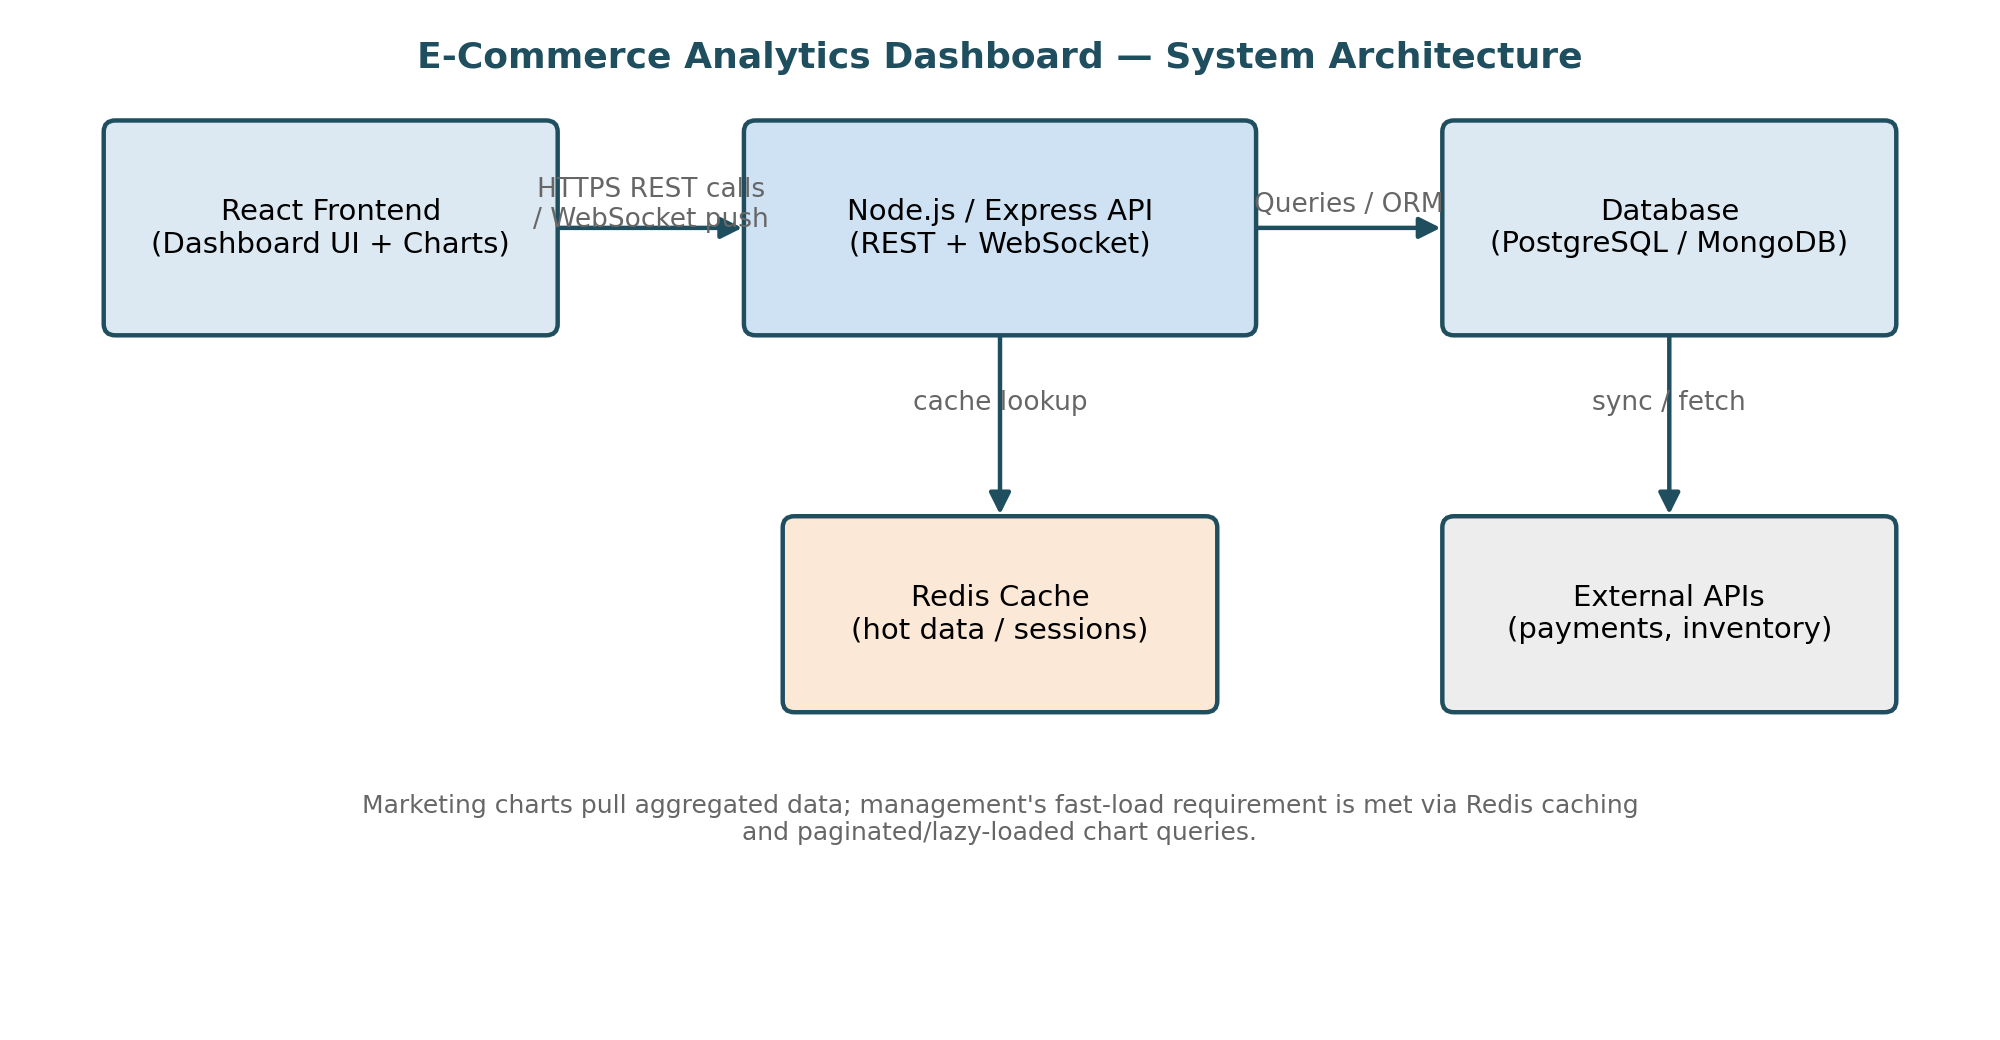 E-Commerce Analytics Dashboard — System Architecture
React Frontend
(Dashboard UI + Charts)
HTTPS REST calls
/ WebSocket push
Node.js / Express API
(REST + WebSocket)
Queries / ORM
Database
(PostgreSQL / MongoDB)
cache lookup
sync / fetch
Redis Cache
(hot data / sessions)
External APIs
(payments, inventory)
Marketing charts pull aggregated data; management's fast-load requirement is met via Redis caching
and paginated/lazy-loaded chart queries.